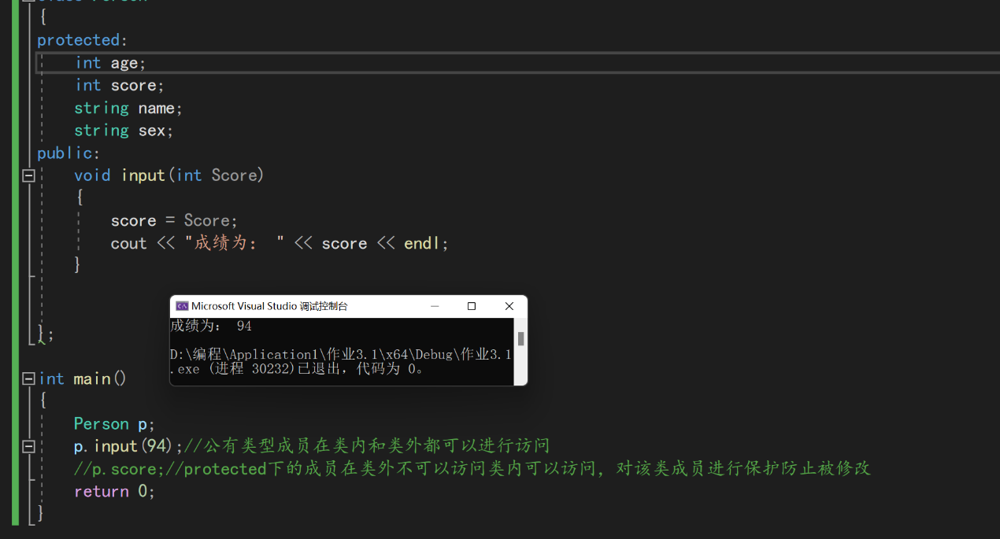 {
protected:
int age;
int score;
string name;
string sex;
public:
void input(int Score)
{
score = Score;
cout << "成绩为： " << score << endl;
}
Microsoft Visual Studio 调试控制台
成绩为： 94
D:\编程\Application1\作业3.1\x64\Debug\作业3.1
.exe (进程 30232)已退出，代码为 0。
};
int main()
{
Person p;
p.input(94);//公有类型成员在类内和类外都可以进行访问
//p.score;//protected下的成员在类外不可以访问类内可以访问，对该类成员进行保护防止被修改
return 0;
}